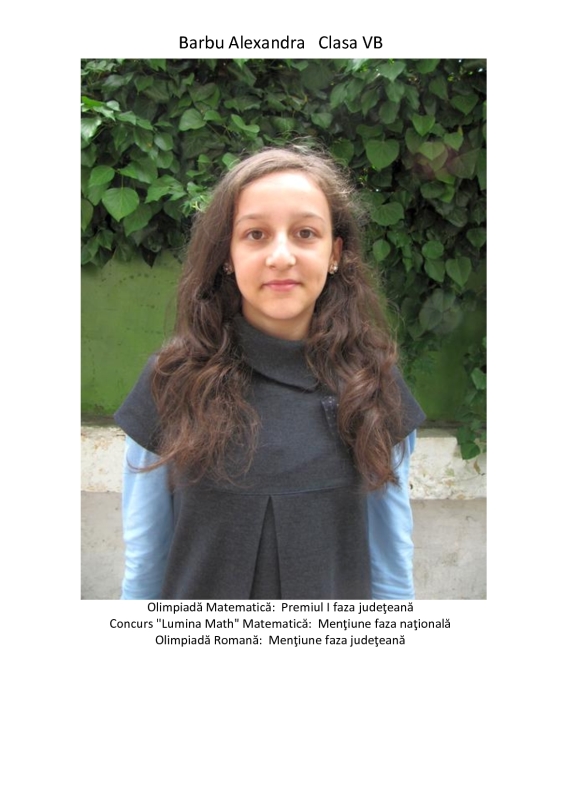 Barbu Alexandra   Clasa VB
Olimpiadă Matematică:  Premiul I faza judeţeană
Concurs "Lumina Math" Matematică:  Menţiune faza naţională
Olimpiadă Romană:  Menţiune faza judeţeană